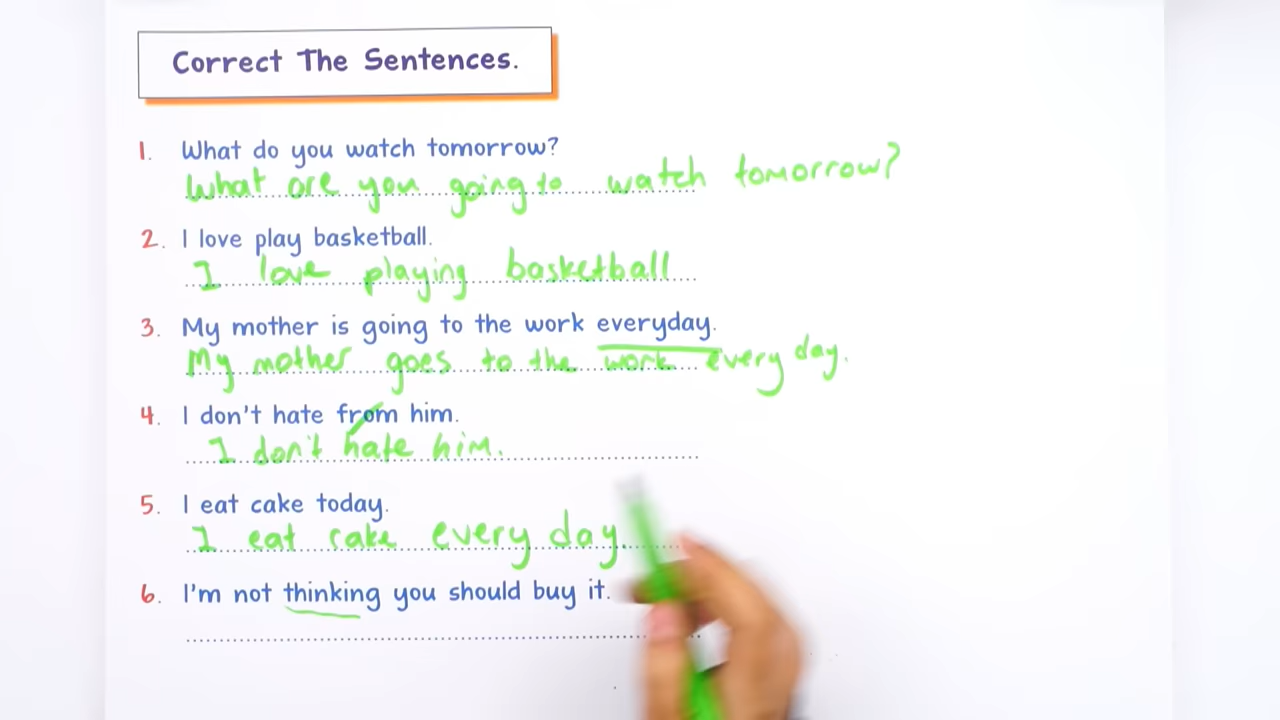 Correct The Sentences.
1. What do you watch tomorrow?
What are you going to watch tomorrow?
2. I love play basketball.
I love playing basketball
3. My mother is going to the work everyday.
My mother goes to the work every day.
4. I don't hate from him.
I don't hate him.
5. I eat cake today.
I eat cake every day.
6. I'm not thinking you should buy it.